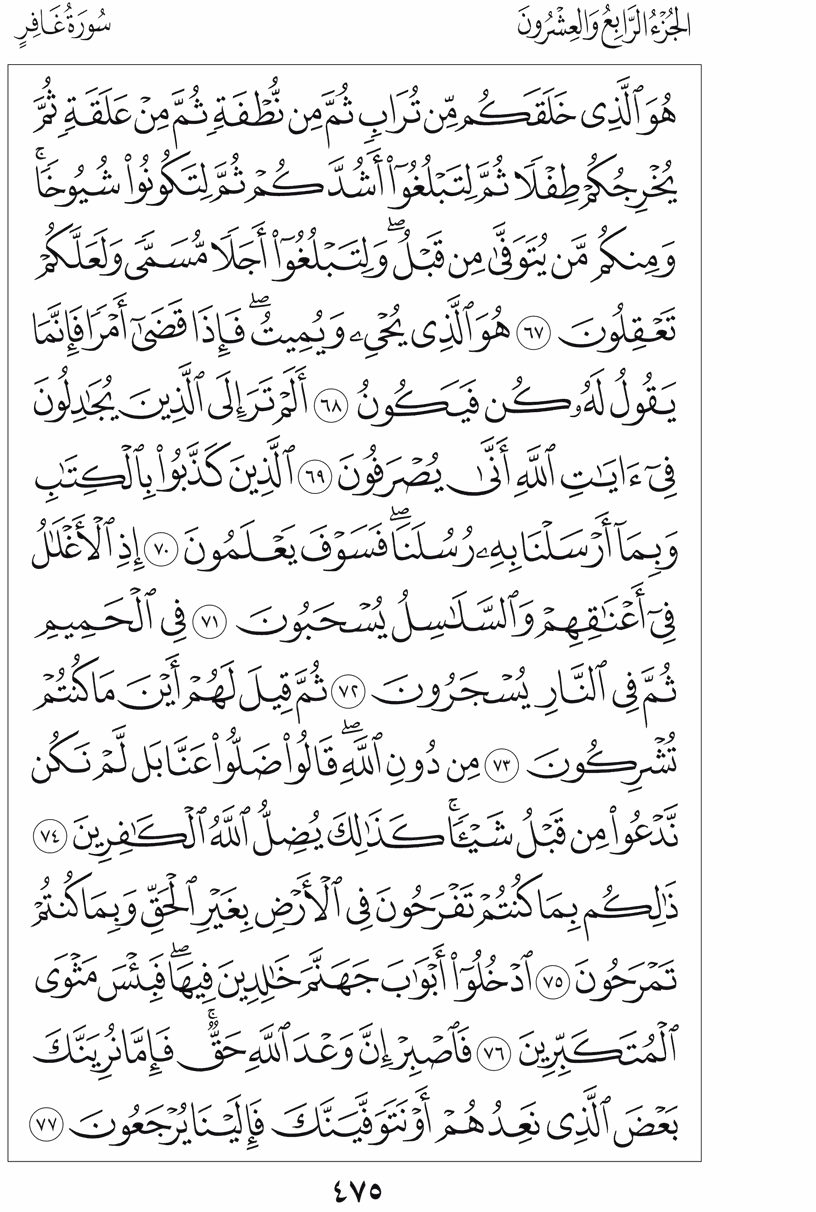 الجُزْءُ الرَّابِعُ وَالعِشْرُونَ
سُورَةُ غَافِرٍ
هُوَ ٱلَّذِى خَلَقَكُم مِّن تُرَابٍ ثُمَّ مِن نُّطْفَةٍ ثُمَّ مِنْ عَلَقَةٍ ثُمَّ
يُخْرِجُكُمْ طِفْلًا ثُمَّ لِتَبْلُغُوٓا۟ أَشُدَّكُمْ ثُمَّ لِتَكُونُوا۟ شُيُوخًا ۚ
وَمِنكُم مَّن يُتَوَفَّىٰ مِن قَبْلُ ۖ وَلِتَبْلُغُوٓا۟ أَجَلًا مُّسَمًّى وَلَعَلَّكُمْ
تَعْقِلُونَ ٦٧ هُوَ ٱلَّذِى يُحْىِۦ وَيُمِيتُ ۖ فَإِذَا قَضَىٰٓ أَمْرًا فَإِنَّمَا
يَقُولُ لَهُۥ كُن فَيَكُونُ ٦٨ أَلَمْ تَرَ إِلَى ٱلَّذِينَ يُجَٰدِلُونَ
فِىٓ ءَايَٰتِ ٱللَّهِ أَنَّىٰ يُصْرَفُونَ ٦٩ ٱلَّذِينَ كَذَّبُوا۟ بِٱلْكِتَٰبِ
وَبِمَآ أَرْسَلْنَا بِهِۦ رُسُلَنَا ۖ فَسَوْفَ يَعْلَمُونَ ٧٠ إِذِ ٱلْأَغْلَٰلُ
فِىٓ أَعْنَٰقِهِمْ وَٱلسَّلَٰسِلُ يُسْحَبُونَ ٧١ فِى ٱلْحَمِيمِ
ثُمَّ فِى ٱلنَّارِ يُسْجَرُونَ ٧٢ ثُمَّ قِيلَ لَهُمْ أَيْنَ مَا كُنتُمْ
تُشْرِكُونَ ٧٣ مِن دُونِ ٱللَّهِ ۖ قَالُوا۟ ضَلُّوا۟ عَنَّا بَل لَّمْ نَكُن
نَّدْعُوا۟ مِن قَبْلُ شَيْـًٔا ۚ كَذَٰلِكَ يُضِلُّ ٱللَّهُ ٱلْكَٰفِرِينَ ٧٤
ذَٰلِكُم بِمَا كُنتُمْ تَفْرَحُونَ فِى ٱلْأَرْضِ بِغَيْرِ ٱلْحَقِّ وَبِمَا كُنتُمْ
تَمْرَحُونَ ٧٥ ٱدْخُلُوٓا۟ أَبْوَٰبَ جَهَنَّمَ خَٰلِدِينَ فِيهَا ۖ فَبِئْسَ مَثْوَى
ٱلْمُتَكَبِّرِينَ ٧٦ فَٱصْبِرْ إِنَّ وَعْدَ ٱللَّهِ حَقٌّ ۚ فَإِمَّا نُرِيَنَّكَ
بَعْضَ ٱلَّذِى نَعِدُهُمْ أَوْ نَتَوَفَّيَنَّكَ فَإِلَيْنَا يُرْجَعُونَ ٧٧
٤٧٥